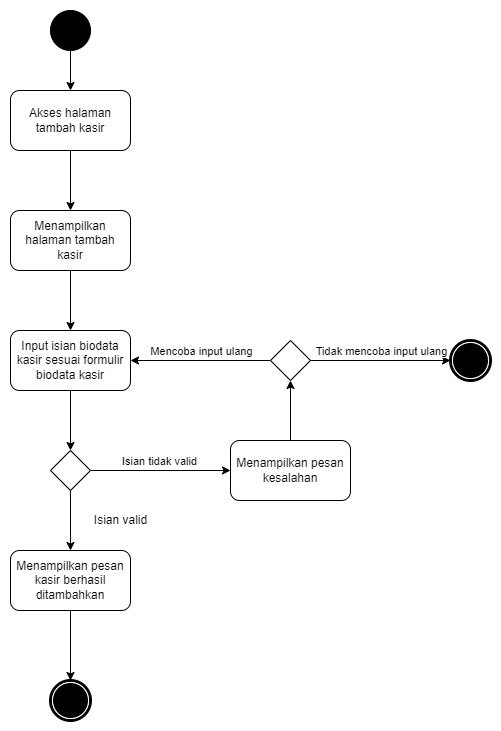 Akses halaman
tambah kasir
Menampilkan
halaman tambah
kasir
Input isian biodata
kasir sesuai formulir
biodata kasir
Mencoba input ulang
Tidak mencoba input ulang
Isian tidak valid
Menampilkan pesan
kesalahan
Isian valid
Menampilkan pesan
kasir berhasil
ditambahkan